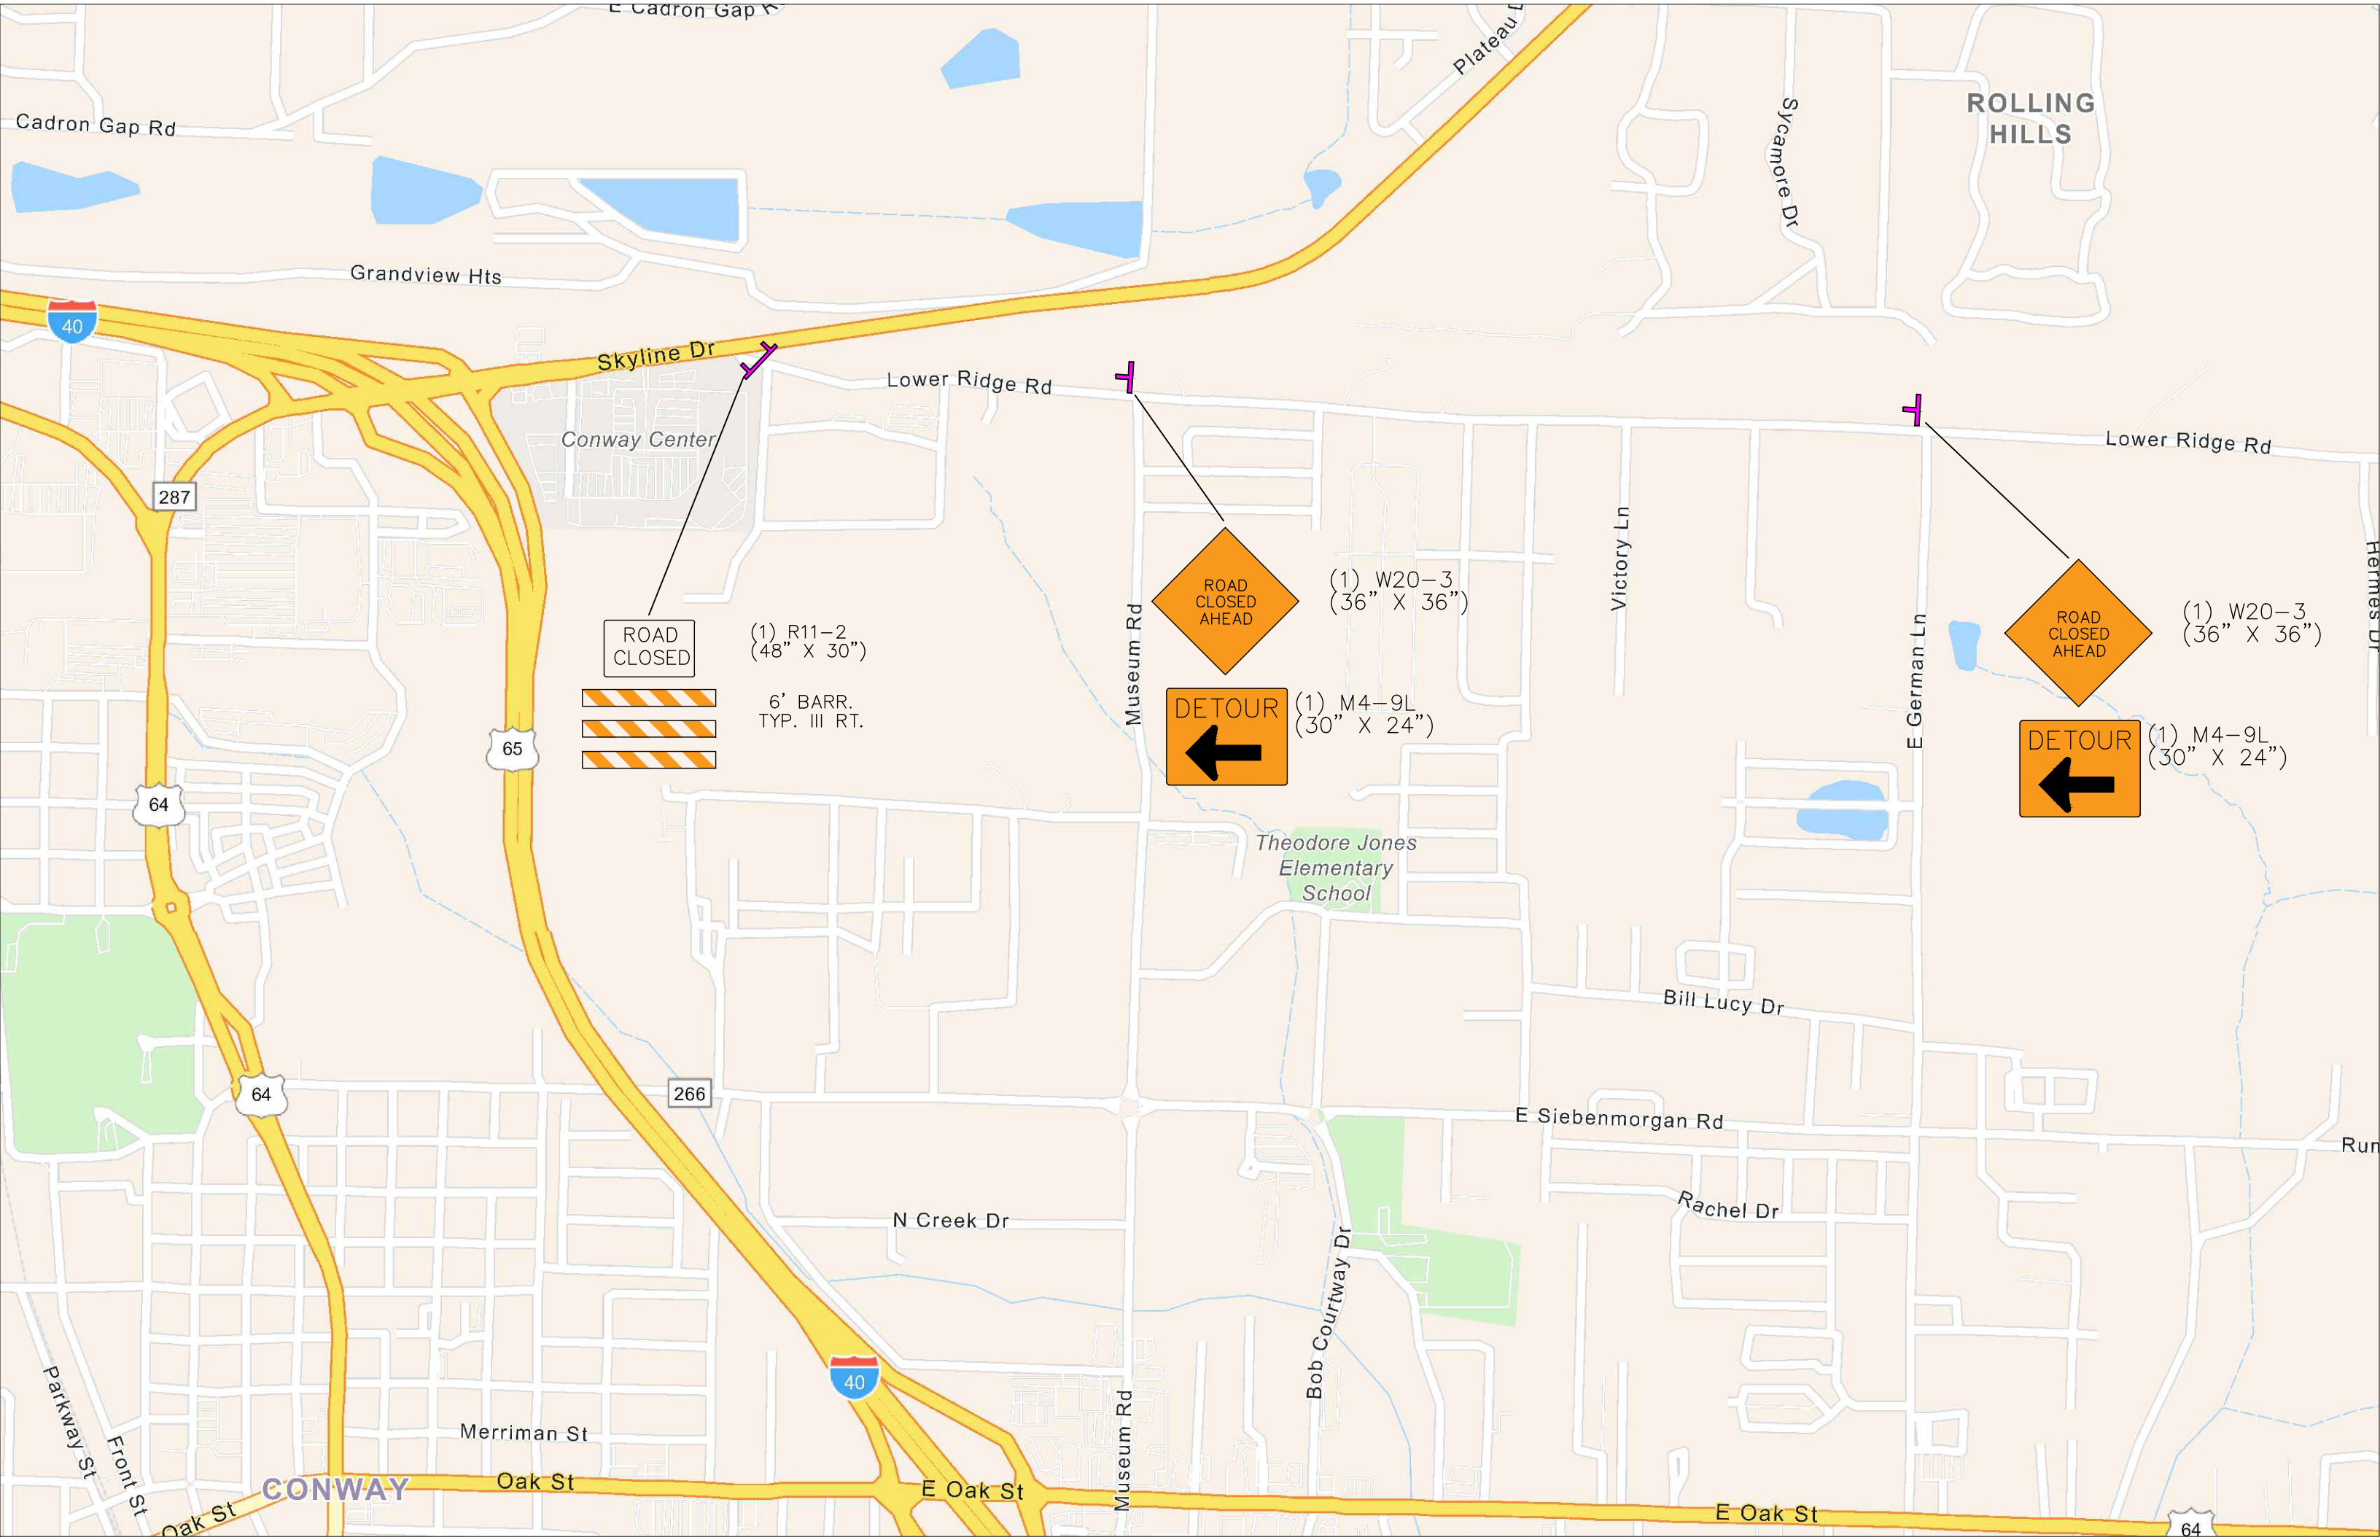 E Cadron Gap
Plateau
Cadron Gap Rd
Sycamore Dr
ROLLING
HILLS
Grandview Hts
40
Skyline Dr
Lower Ridge Rd
Lower Ridge Rd
Conway Center
287
Victory Ln
Hermes Dr
ROAD
CLOSED
(1) R11-2
(48" X 30")
6' BARR.
TYP. III RT.
Museum Rd
ROAD
CLOSED
AHEAD
(1) W20-3
(36" X 36")
DETOUR
(1) M4-9L
(30" X 24")
E German Ln
ROAD
CLOSED
AHEAD
(1) W20-3
(36" X 36")
DETOUR
(1) M4-9L
(30" X 24")
65
64
Theodore Jones
Elementary
School
Bill Lucy Dr
64
266
E Siebenmorgan Rd
Run
Rachel Dr
N Creek Dr
Bob Courtway Dr
40
Parkway St
Front St
Merriman St
Museum Rd
CONWAY
Oak St
Oak St
E Oak St
E Oak St
64